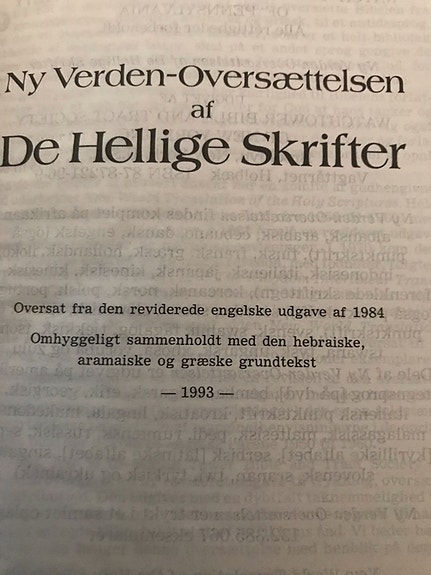 Ny Verden-Oversættelsen
af
De Hellige Skrifter
Oversat fra den reviderede engelske udgave af 1984
Omhyggeligt sammenholdt med den hebraiske,
aramaiske og græske grundtekst
— 1993 —